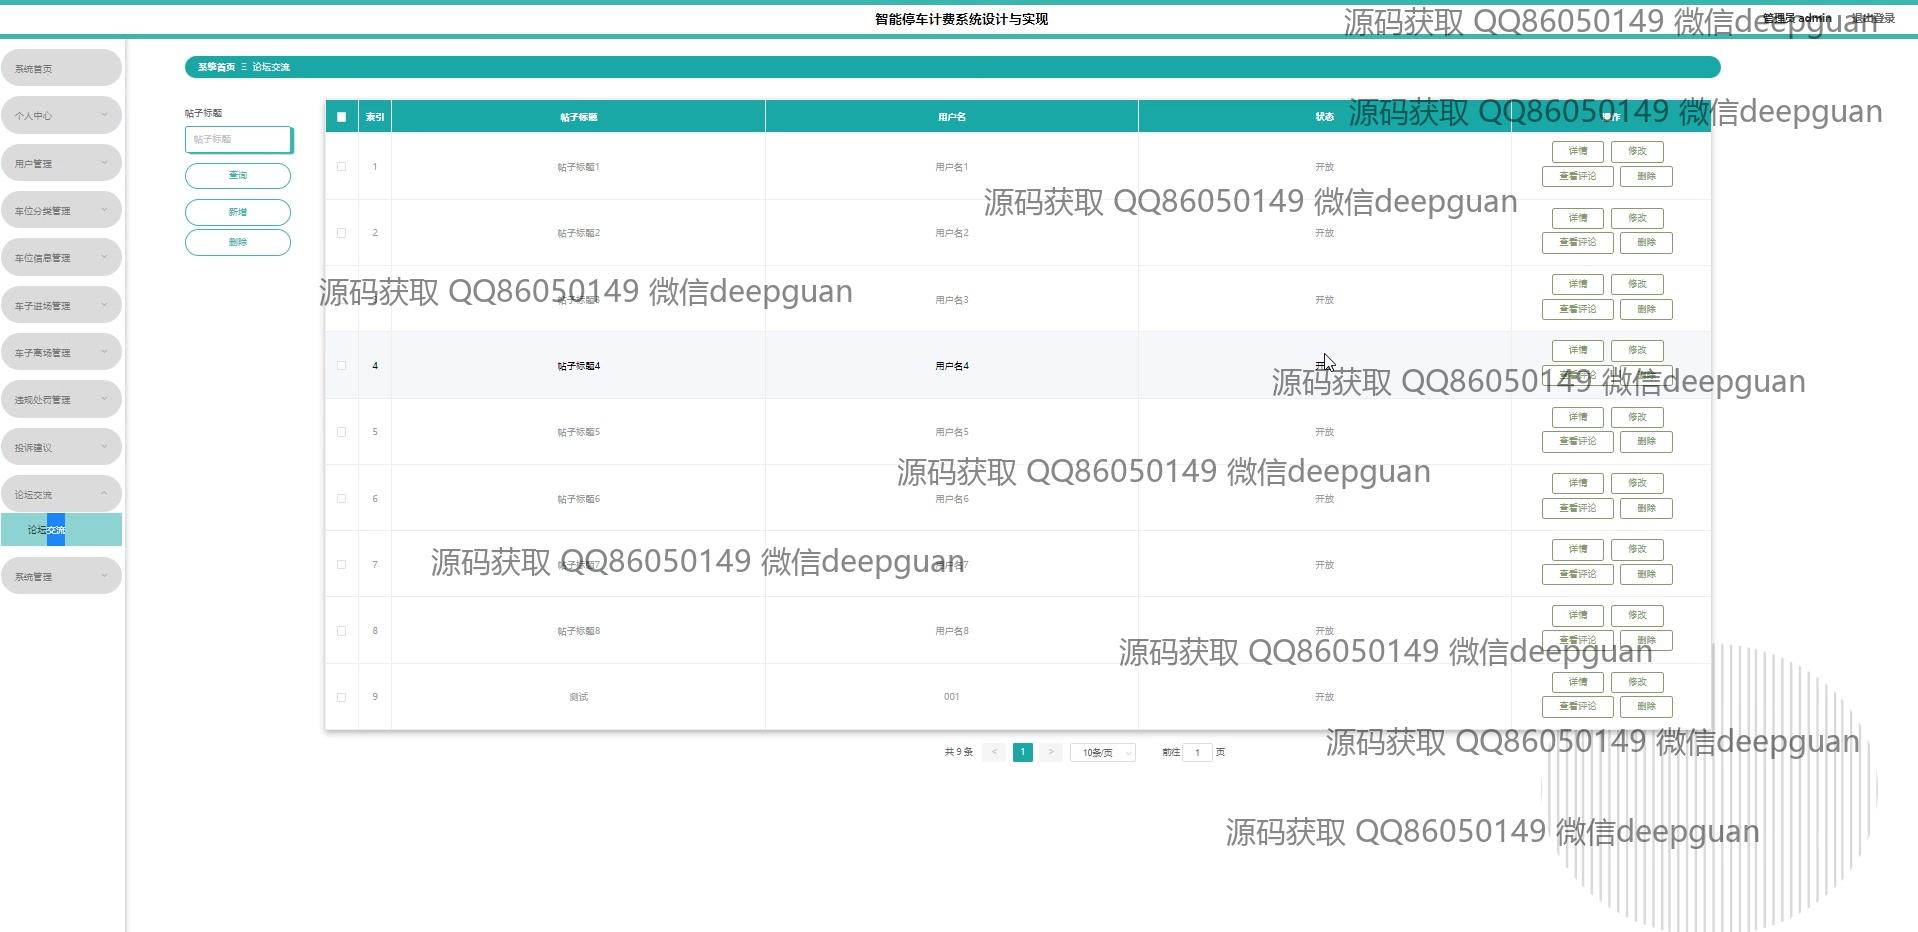 智能停车计费系统设计与实现
管理员 admin
退出登录
源码获取 QQ86050149 微信deepguan
系统首页
个人中心
用户管理
车位分类管理
车位信息管理
车子进场管理
车子离场管理
违规处罚管理
投诉建议
论坛交流
论坛交流
系统管理
系统首页 Ξ 论坛交流
帖子标题
帖子标题
查询
新增
删除
索引 帖子标题 用户名 状态 操作
源码获取 QQ86050149 微信deepguan
1 帖子标题1 用户名1 开放 详情 修改
查看评论 删除
源码获取 QQ86050149 微信deepguan
2 帖子标题2 用户名2 开放 详情 修改
查看评论 删除
源码获取 QQ86050149 微信deepguan
3 帖子标题3 用户名3 开放 详情 修改
查看评论 删除
4 帖子标题4 用户名4 开 详情 修改
查看评论 删除
源码获取 QQ86050149 微信deepguan
5 帖子标题5 用户名5 开放 详情 修改
查看评论 删除
源码获取 QQ86050149 微信deepguan
6 帖子标题6 用户名6 开放 详情 修改
查看评论 删除
源码获取 QQ86050149 微信deepguan
7 帖子标题7 用户名7 开放 详情 修改
查看评论 删除
8 帖子标题8 用户名8 开放 详情 修改
查看评论 删除
源码获取 QQ86050149 微信deepguan
9 测试 001 开放 详情 修改
查看评论 删除
源码获取 QQ86050149 微信deepguan
共 9 条 < 1 > 10条/页 前往 1 页
源码获取 QQ86050149 微信deepguan